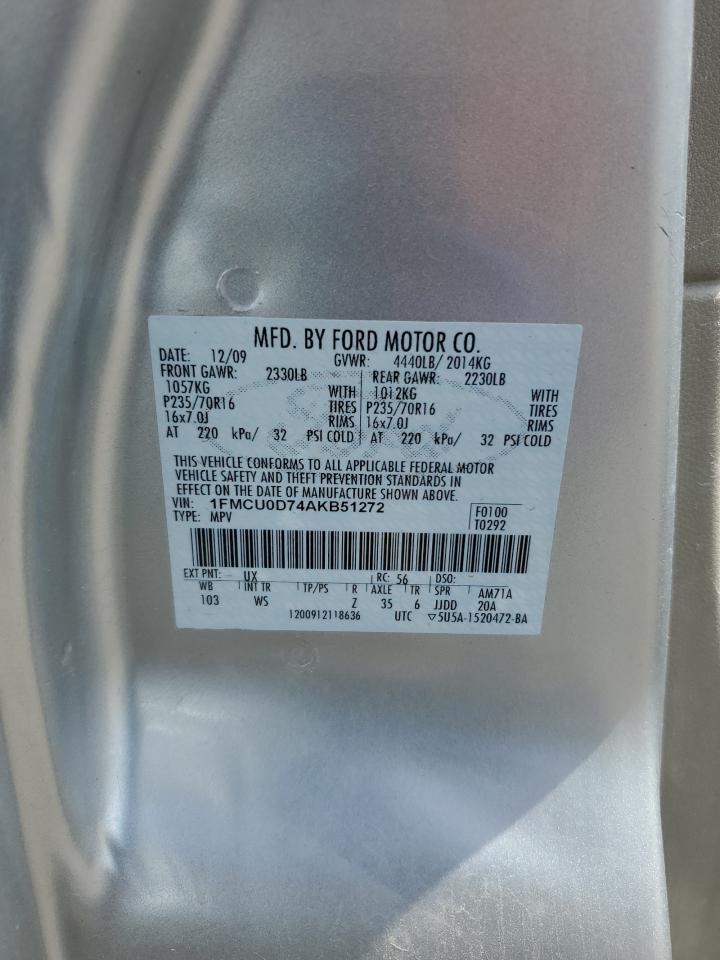 MFD. BY FORD MOTOR CO.
DATE: 12/09 GVWR: 4440LB/ 2014KG
FRONT GAWR: 2330LB REAR GAWR: 2230LB
1057KG WITH 1012KG WITH
P235/70R16 TIRES P235/70R16 TIRES
16x7.0J RIMS 16x7.0J RIMS
AT 220 kPa/ 32 PSI COLD AT 220 kPa/ 32 PSI COLD
THIS VEHICLE CONFORMS TO ALL APPLICABLE FEDERAL MOTOR
VEHICLE SAFETY AND THEFT PREVENTION STANDARDS IN
EFFECT ON THE DATE OF MANUFACTURE SHOWN ABOVE.
VIN: 1FMCU0D74AKB51272 F0100
TYPE: MPV T0292
EXT PNT: UX RC: 56 DSO:
WB INT TR TP/PS R AXLE TR SPR AM71A
103 WS Z 35 6 JJDD 20A
1200912118636 UTC ▽5U5A-1520472-BA